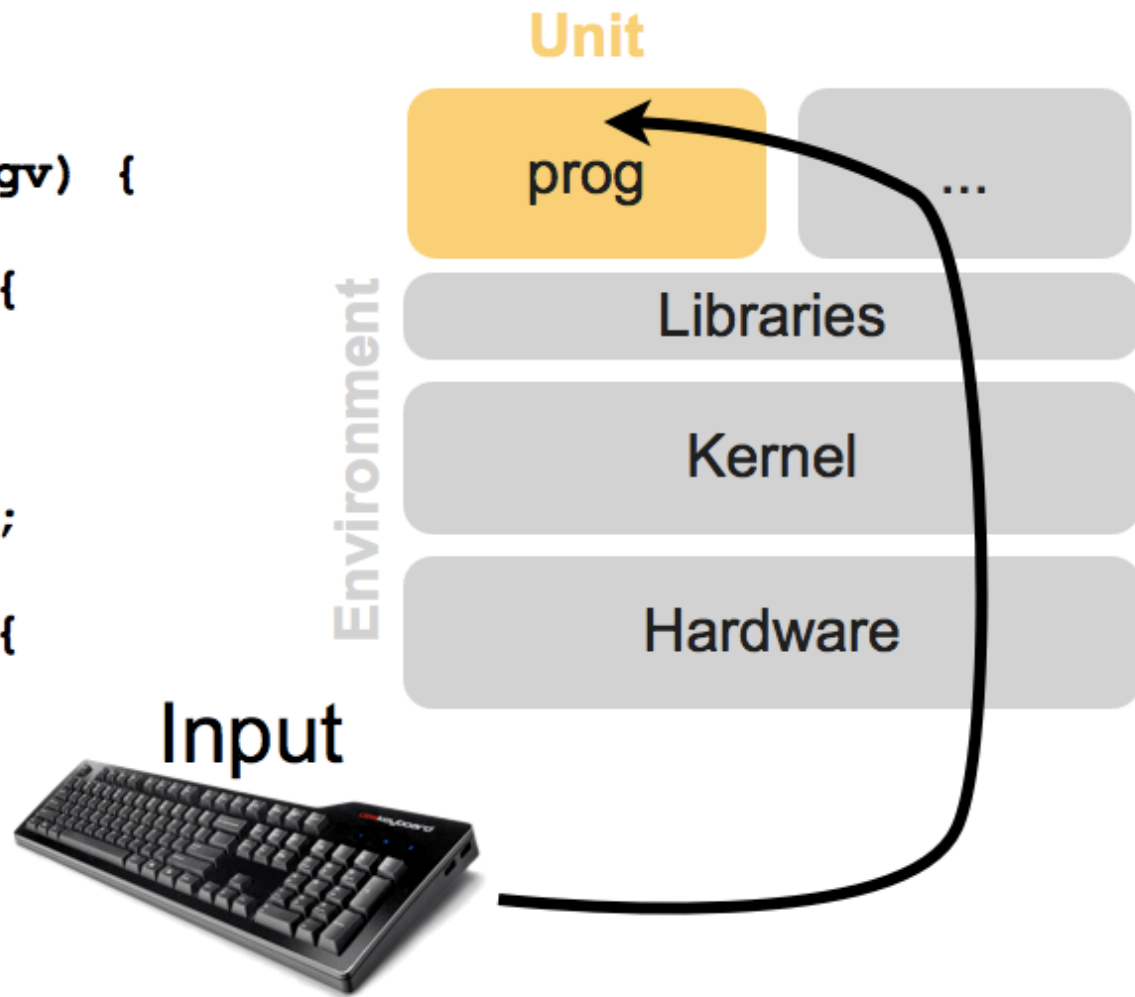 Unit
gv) {
prog
...
{
Libraries
Environment
Kernel
;
{
Hardware
Input